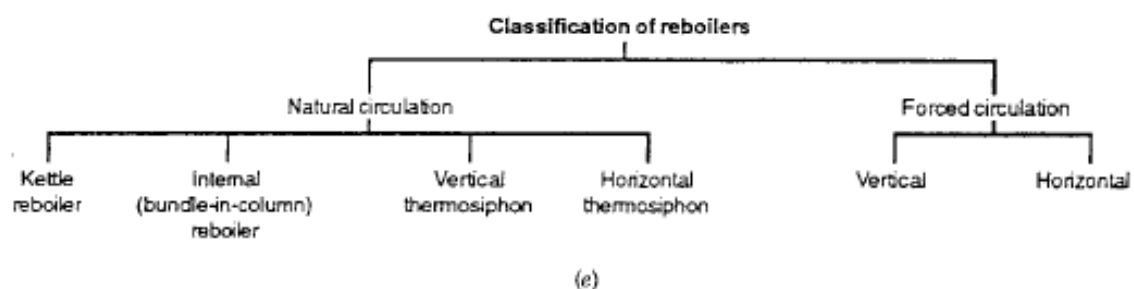 Classification of reboilers
Natural circulation
Forced circulation
Kettle
reboiler
Internal
(bundle-in-column)
reboiler
Vertical
thermosiphon
Horizontal
thermosiphon
Vertical
Horizontal
(e)